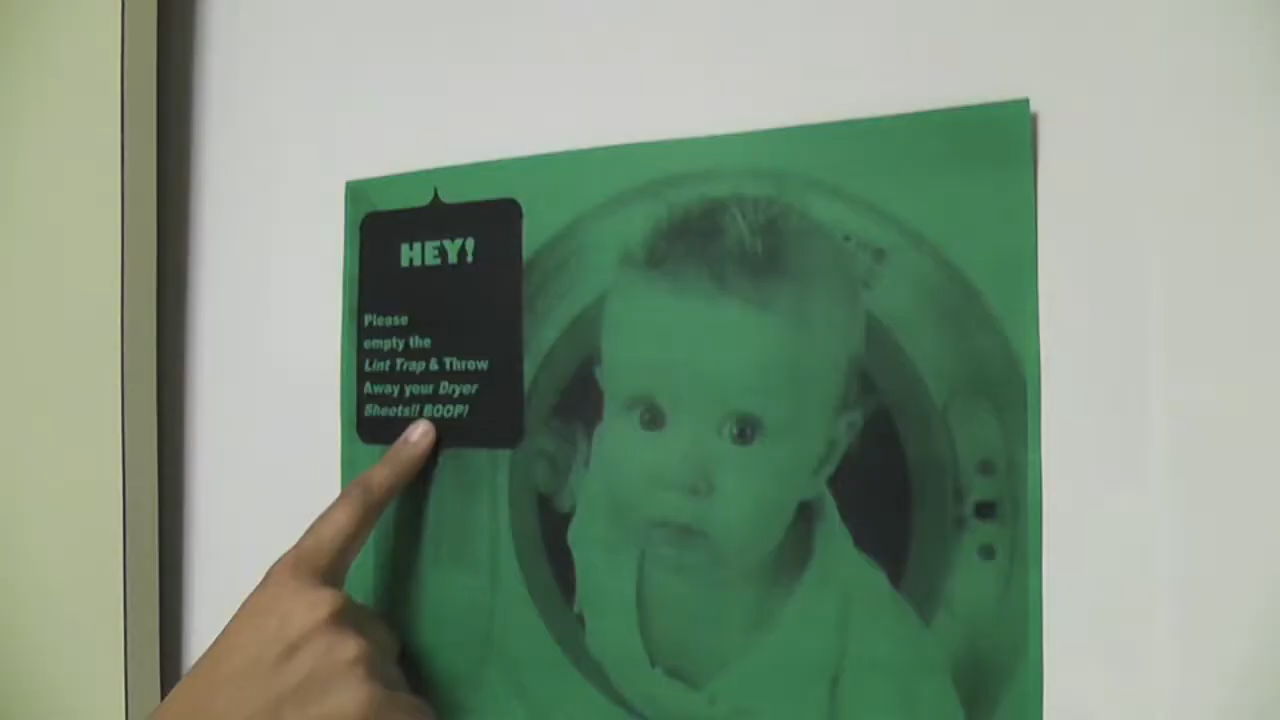 HEY!
Please
empty the
Lint Trap & Throw
Away your Dryer
Sheets!! BOOP!